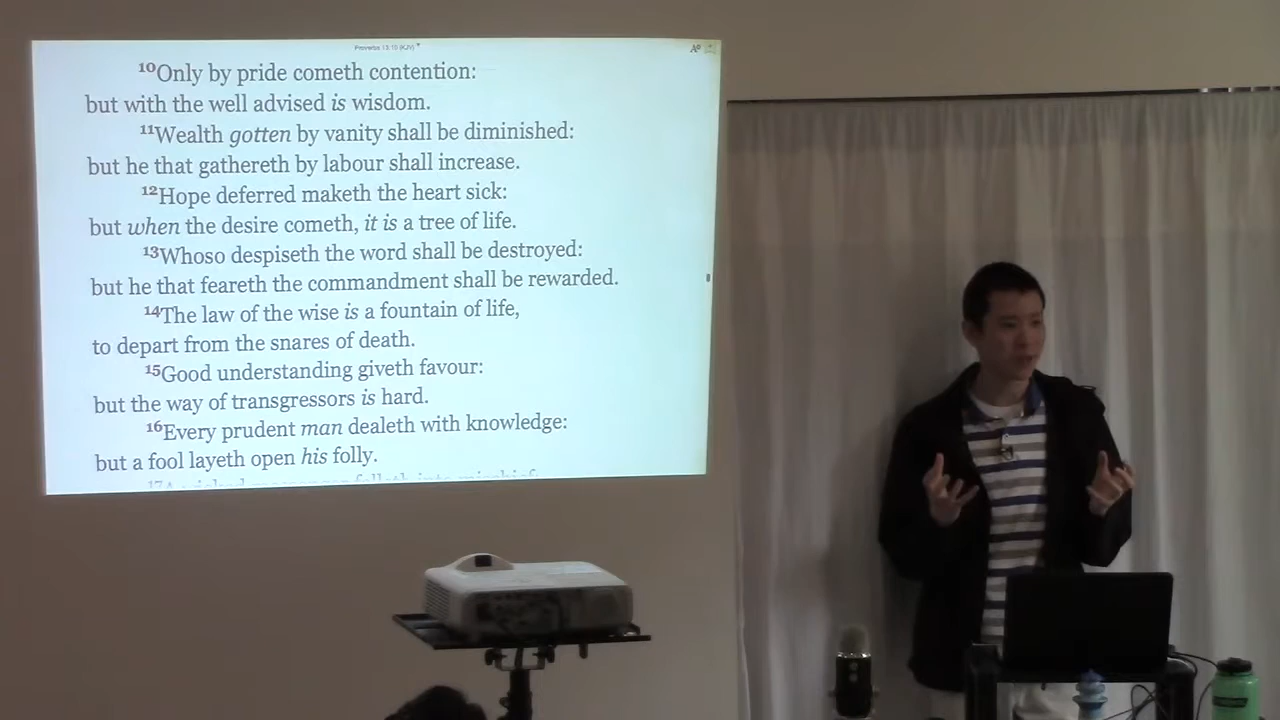 Proverbs 13:10 (KJV)
¹⁰Only by pride cometh contention:
but with the well advised is wisdom.
¹¹Wealth gotten by vanity shall be diminished:
but he that gathereth by labour shall increase.
¹²Hope deferred maketh the heart sick:
but when the desire cometh, it is a tree of life.
¹³Whoso despiseth the word shall be destroyed:
but he that feareth the commandment shall be rewarded.
¹⁴The law of the wise is a fountain of life,
to depart from the snares of death.
¹⁵Good understanding giveth favour:
but the way of transgressors is hard.
¹⁶Every prudent man dealeth with knowledge:
but a fool layeth open his folly.